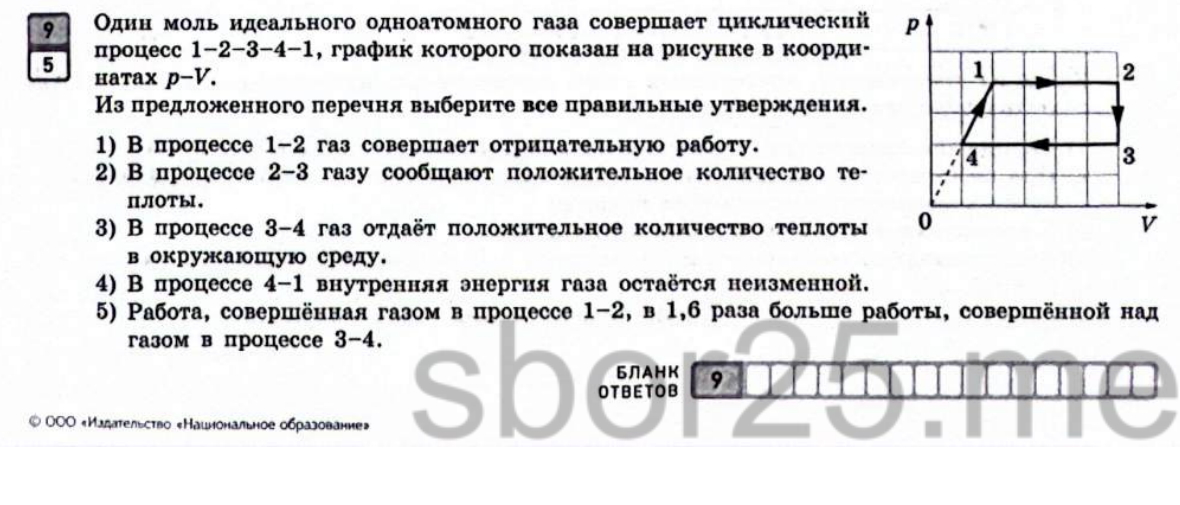 9
5
Один моль идеального одноатомного газа совершает циклический
процесс 1−2−3−4−1, график которого показан на рисунке в коорди-
натах p−V.
Из предложенного перечня выберите все правильные утверждения.
1) В процессе 1−2 газ совершает отрицательную работу.
2) В процессе 2−3 газу сообщают положительное количество те-
плоты.
3) В процессе 3−4 газ отдаёт положительное количество теплоты
в окружающую среду.
4) В процессе 4−1 внутренняя энергия газа остаётся неизменной.
5) Работа, совершённая газом в процессе 1−2, в 1,6 раза больше работы, совершённой над
газом в процессе 3−4.
p
1
2
4
3
0
V
БЛАНК
ОТВЕТОВ
9
© ООО «Издательство «Национальное образование»
sbor25.me